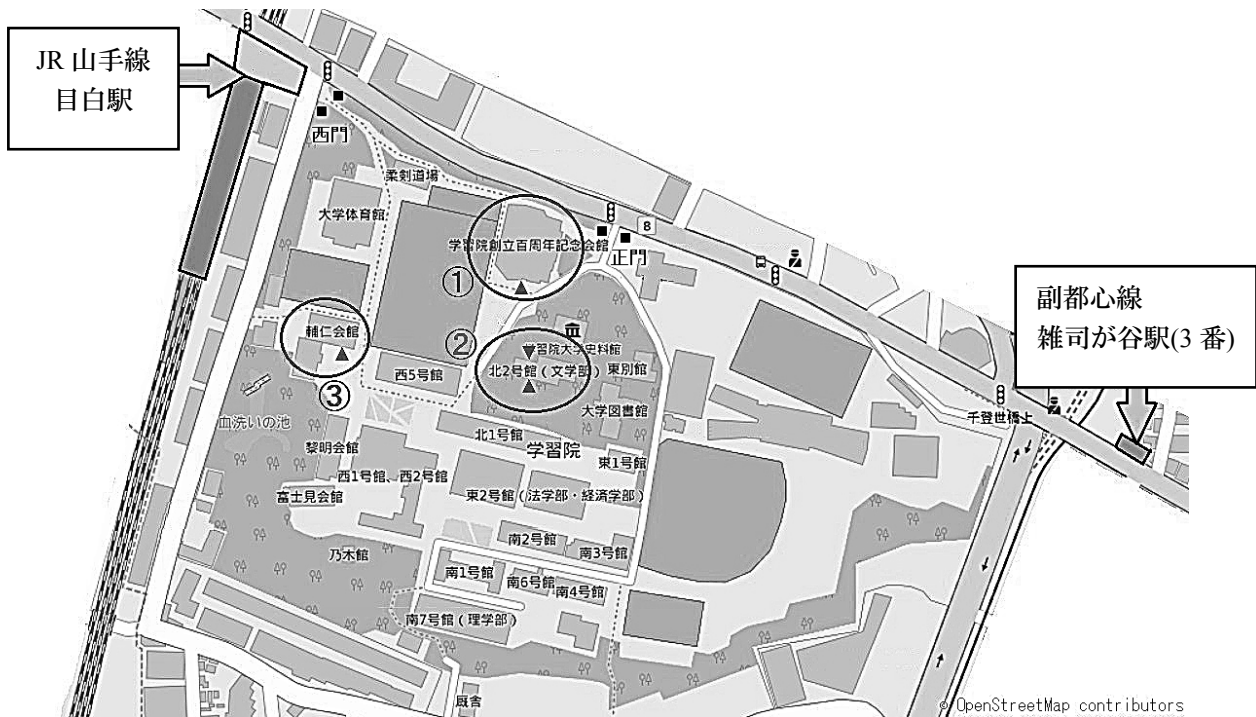 JR 山手線
目白駅
西門
柔剣道場
大学体育館
学習院創立百周年記念会館
正門
8
①
副都心線
雑司が谷駅(3 番)
輔仁会館
②
学習院大学史料館
北2号館（文学部）
東別館
西5号館
③
大学図書館
千登世橋上
血洗いの池
北1号館
学習院
黎明会館
東1号館
西1号館、西2号館
富士見会館
東2号館（法学部・経済学部）
南2号館
南3号館
乃木館
南1号館
南6号館
南4号館
南7号館（理学部）
厩舎
© OpenStreetMap contributors